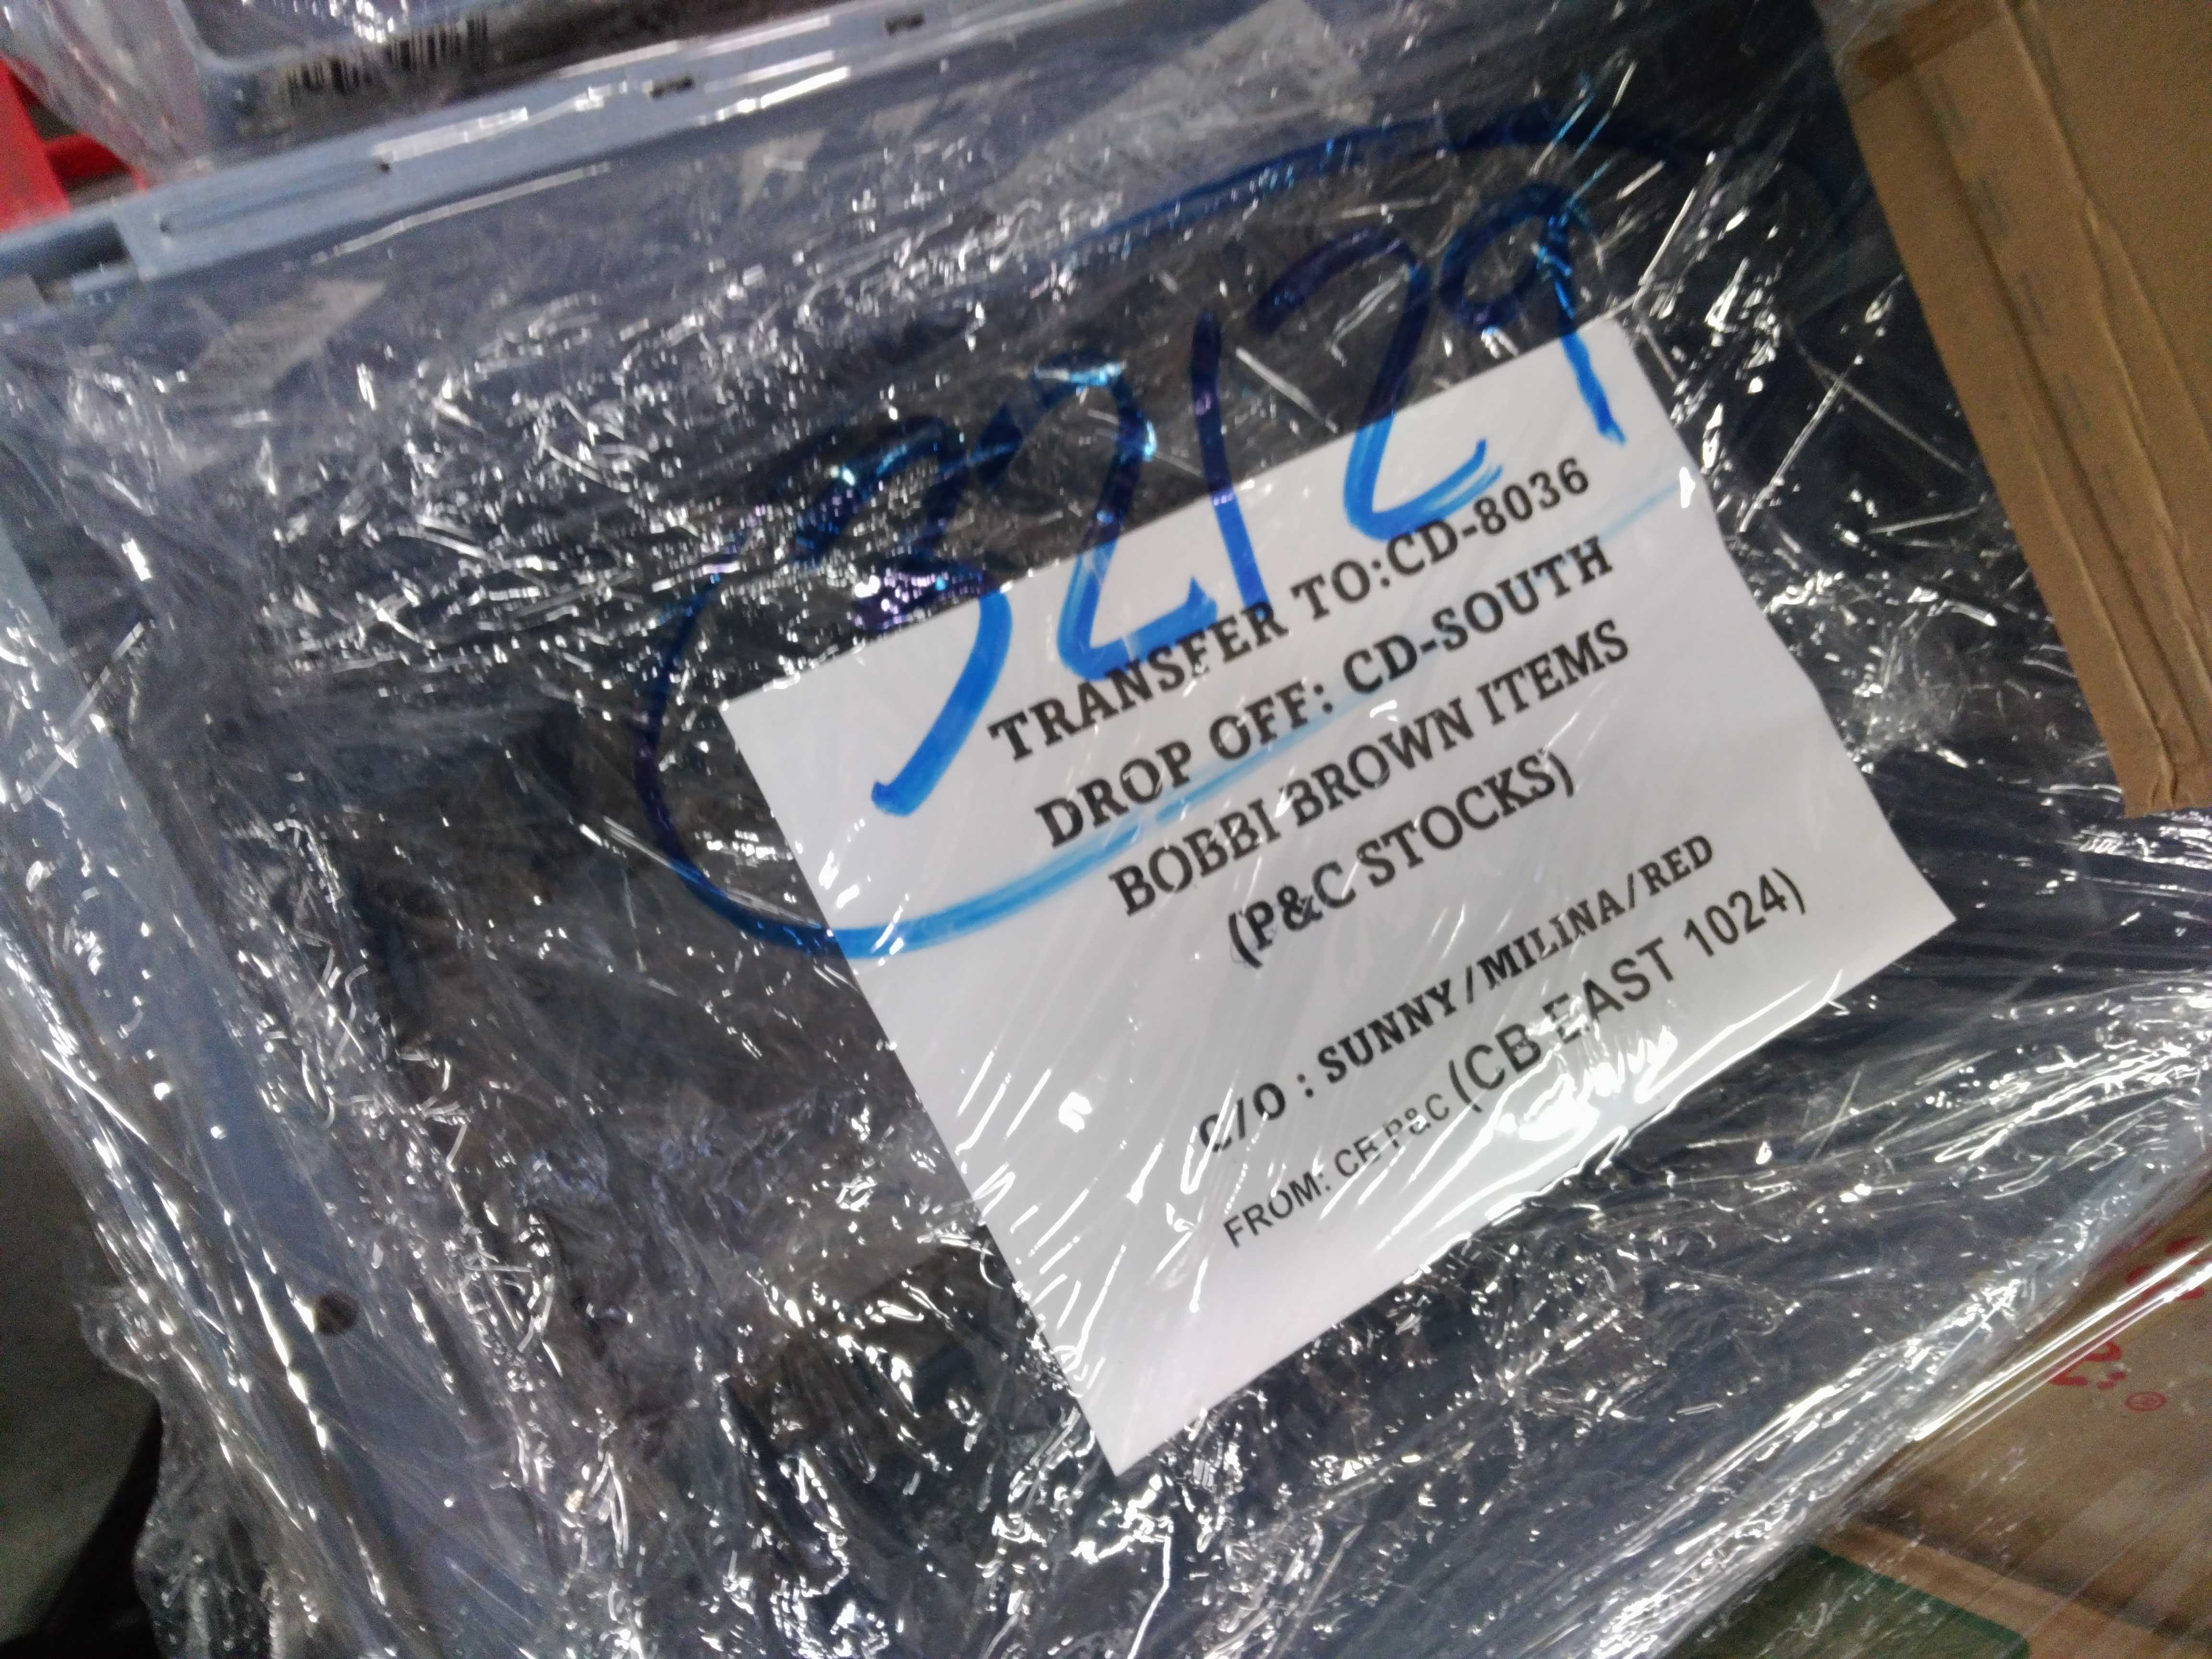 32129
TRANSFER TO:CD-8036
DROP OFF: CD-SOUTH
BOBBI BROWN ITEMS
(P&C STOCKS)
C/O : SUNNY/MILINA/RED
FROM: CB P&C (CB EAST 1024)